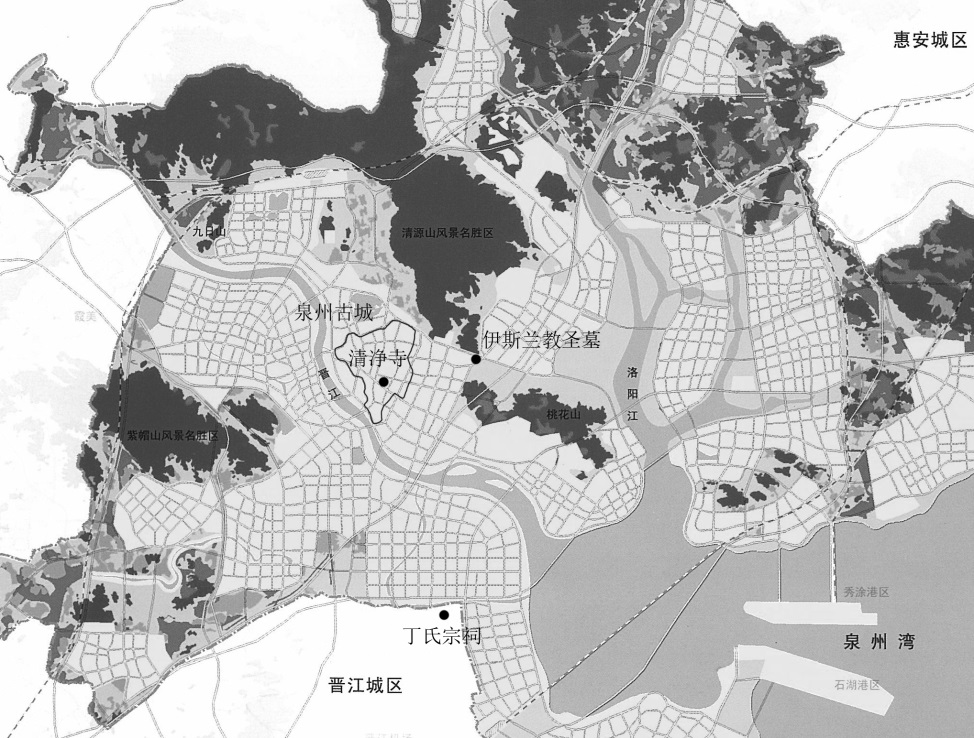 惠安城区
九日山
清源山风景名胜区
泉州古城
伊斯兰教圣墓
清净寺
晋江
洛阳江
桃花山
紫帽山风景名胜区
秀涂港区
丁氏宗祠
泉州湾
晋江城区
石湖港区